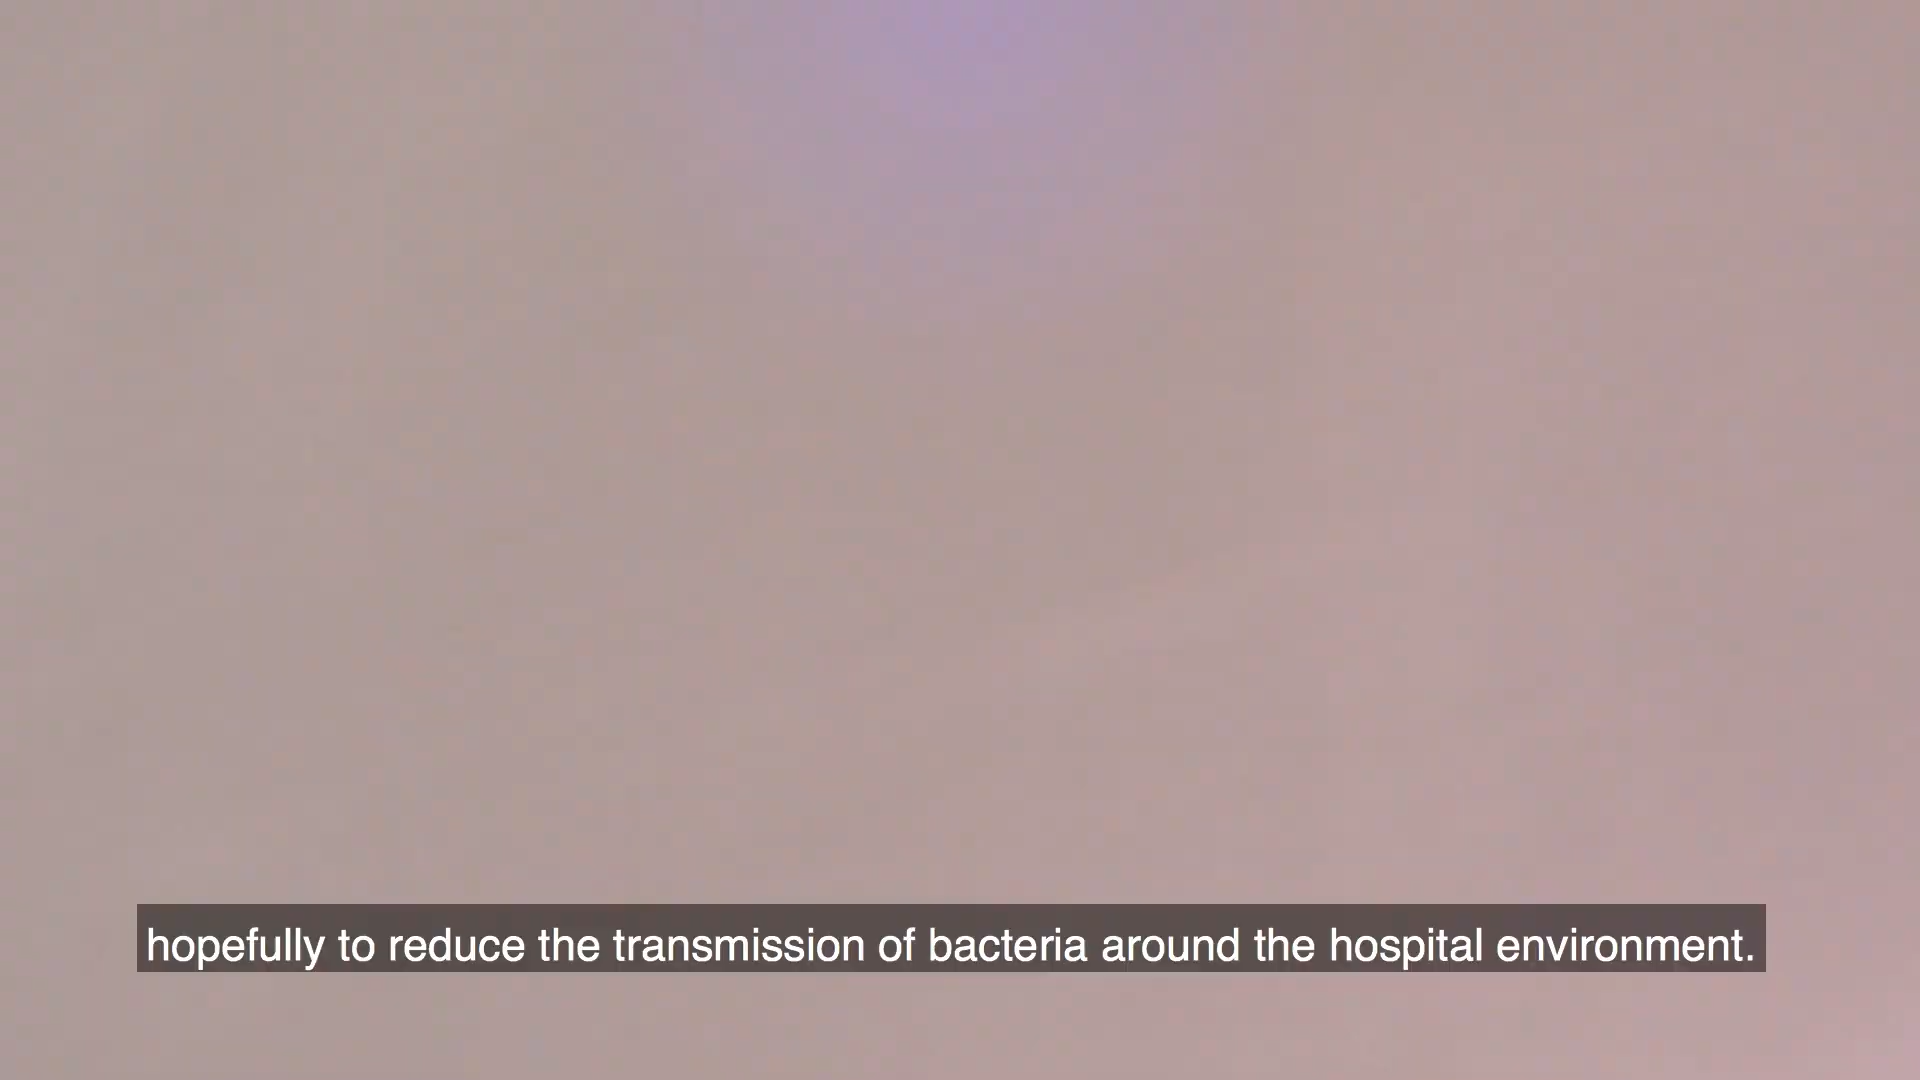 hopefully to reduce the transmission of bacteria around the hospital environment.